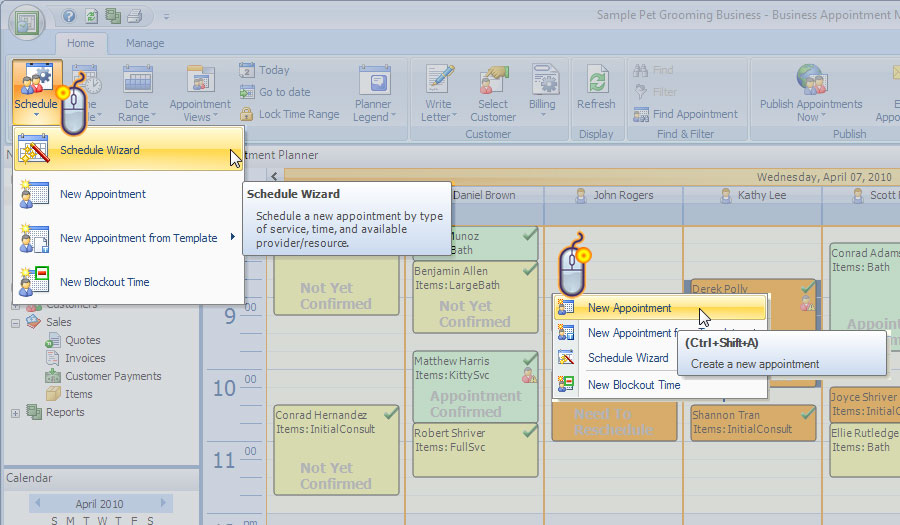 Sample Pet Grooming Business - Business Appointment
Home
Manage
Schedule
Date Range
Appointment Views
Today
Go to date
Lock Time Range
Planner Legend
Write Letter
Select Customer
Billing
Customer
Refresh
Display
Find
Filter
Find Appointment
Find & Filter
Publish Appointments Now
Publish
Schedule Wizard
New Appointment
New Appointment from Template
New Blockout Time
Schedule Wizard
Schedule a new appointment by type
of service, time, and available
provider/resource.
Planner
Wednesday, April 07, 2010
Daniel Brown
John Rogers
Kathy Lee
Scott
Munoz
Bath
Benjamin Allen
Items:LargeBath
Not Yet
Confirmed
Not Yet
Confirmed
Conrad Adams
Items:Bath
Derek Polly
New Appointment
New Appointment
Schedule Wizard
New Blockout Time
(Ctrl+Shift+A)
Create a new appointment
9 00
10 00
11 00
Matthew Harris
Items:KittySvc
Appointment
Confirmed
Conrad Hernandez
Items:InitialConsult
Not Yet
Confirmed
Robert Shriver
Items:FullSvc
Need To
Reschedule
Shannon Tran
Items:InitialConsult
Joyce Shriver
Ellie Rutledge
Items:Bath
Customers
Sales
Quotes
Invoices
Customer Payments
Items
Reports
Calendar
April 2010
S M T W T F S